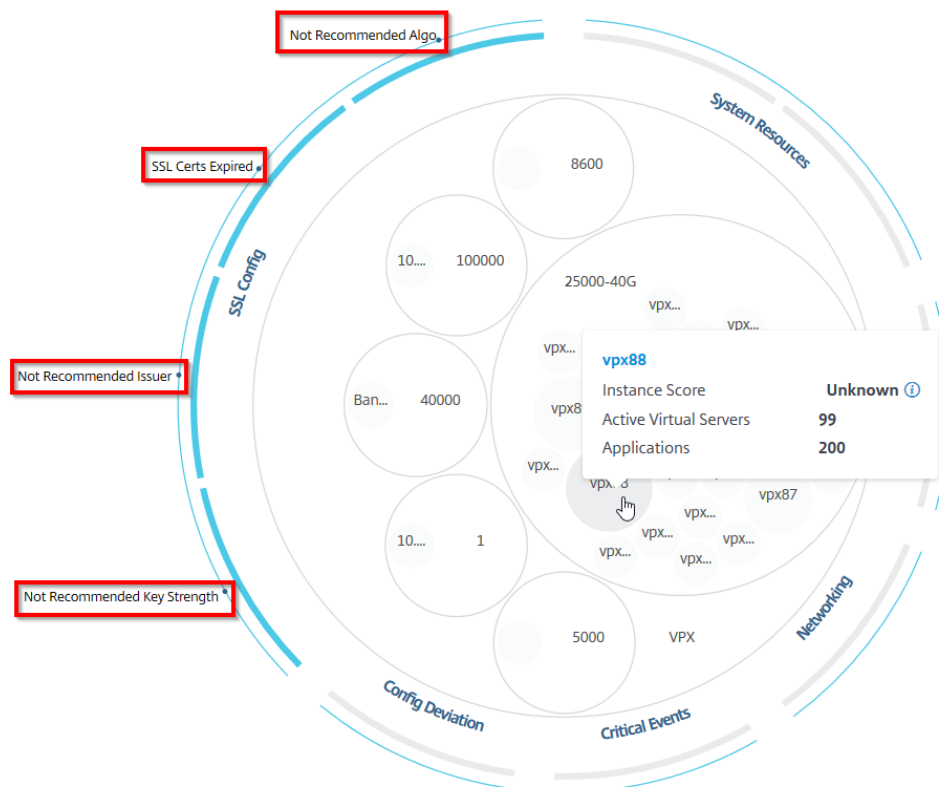 Not Recommended Algo
System Resources
SSL Certs Expired
8600
10....
100000
SSL Config
25000-40G
vpx...
vpx...
vpx...
vpx88
Instance Score
Unknown
Not Recommended Issuer
Ban...
40000
vpx8
Active Virtual Servers
99
Applications
200
vpx...
vpx87
vpx...
10....
1
vpx...
vpx...
vpx...
vpx...
Not Recommended Key Strength
Networking
5000
VPX
Config Deviation
Critical Events